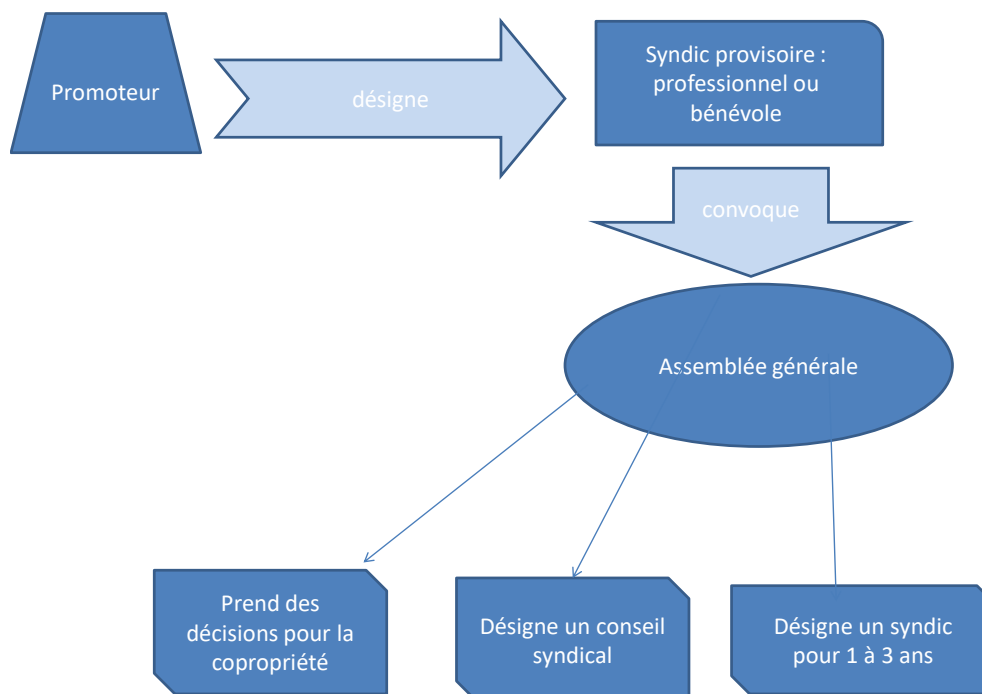 Promoteur
désigne
Syndic provisoire :
professionnel ou
bénévole
convoque
Assemblée générale
Prend des
décisions pour la
copropriété
Désigne un conseil
syndical
Désigne un syndic
pour 1 à 3 ans